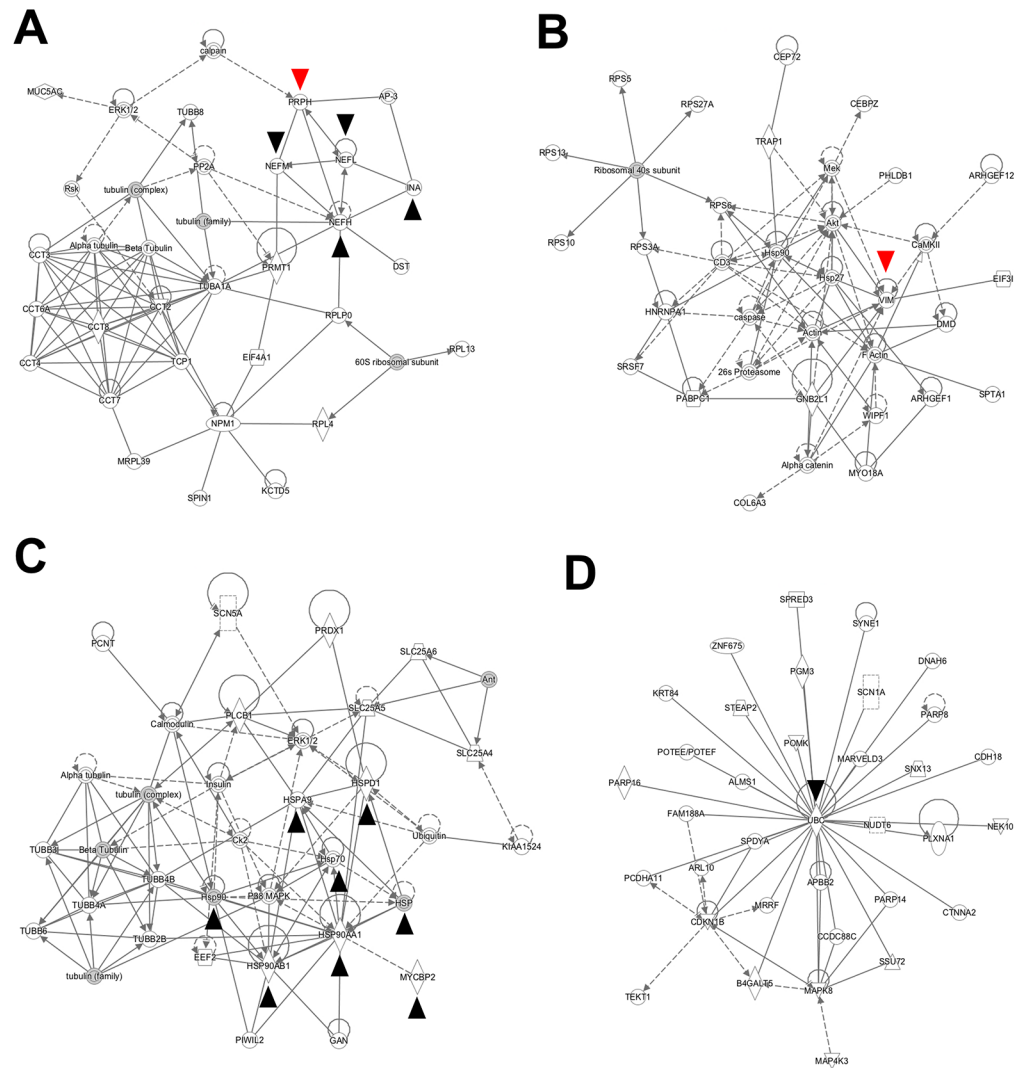 A
calpain
MUC5AC
ERK1/2
TUBB8
PRPH
AP-3
PP2A
NEFM
NEFL
Rsk
tubulin (complex)
INA
tubulin (family)
NEFH
Alpha tubulin
Beta Tubulin
CCT3
PRMT1
DST
TUBA1A
CCT6A
CCT2
RPLP0
CCT8
CCT4
TCP1
EIF4A1
60S ribosomal subunit
RPL13
CCT7
NPM1
RPL4
MRPL39
SPIN1
KCTD5
B
CEP72
RPS5
RPS27A
CEBPZ
TRAP1
RPS13
Ribosomal 40s subunit
Mek
PHLDB1
ARHGEF12
RPS6
Akt
RPS10
RPS3A
Hsp90
CaMKII
CD3
Hsp27
EIF3I
VIM
HNRNPA1
caspase
DMD
Actin
F Actin
SRSF7
26s Proteasome
PABPC1
GNB2L1
ARHGEF1
SPTA1
WIPF1
Alpha catenin
MYO18A
COL6A3
C
SCN5A
PRDX1
PCNT
SLC25A6
Ant
PLCB1
SLC25A5
Calmodulin
ERK1/2
SLC25A4
Alpha tubulin
Insulin
HSPD1
tubulin (complex)
HSPA9
Ubiquitin
KIAA1524
TUBB3
Beta Tubulin
Ck2
Hsp70
TUBB4B
Hsp90
P38 MAPK
HSP
TUBB4A
TUBB6
TUBB2B
HSP90AA1
EEF2
HSP90AB1
tubulin (family)
MYCBP2
PIWIL2
GAN
D
SPRED3
SYNE1
ZNF675
PGM3
DNAH6
KRT84
SCN1A
STEAP2
PARP8
POMK
POTEE/POTEF
MARVELD3
CDH18
PARP16
ALMS1
SNX13
FAM188A
UBC
NUDT6
PLXNA1
NEK10
SPDYA
PCDHA11
ARL10
APBB2
PARP14
MRRF
CTNNA2
CDKN1B
CCDC88C
SSU72
B4GALT5
MAPK8
TEKT1
MAP4K3